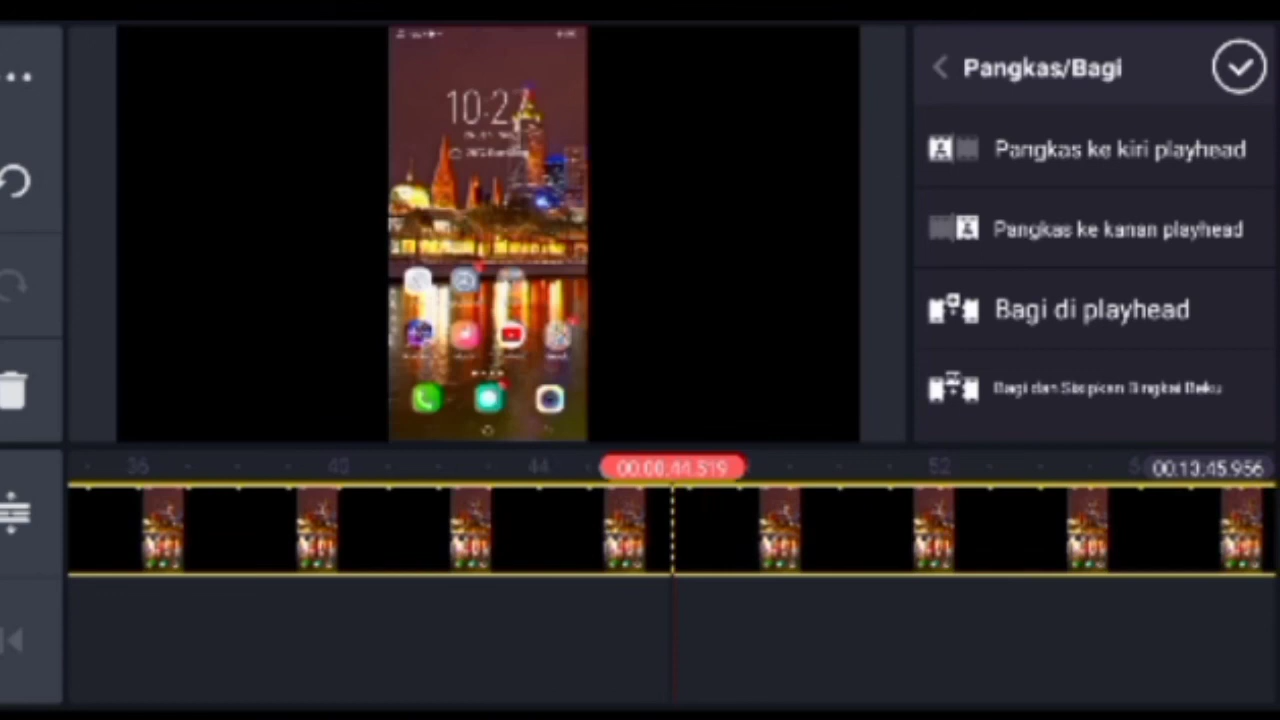 Pangkas/Bagi
10:27
Pangkas ke kiri playhead
Pangkas ke kanan playhead
Bagi di playhead
Bagi dan Sisipkan Bingkai Beku
36
40
44
00:00:44.519
52
00:13:45.956